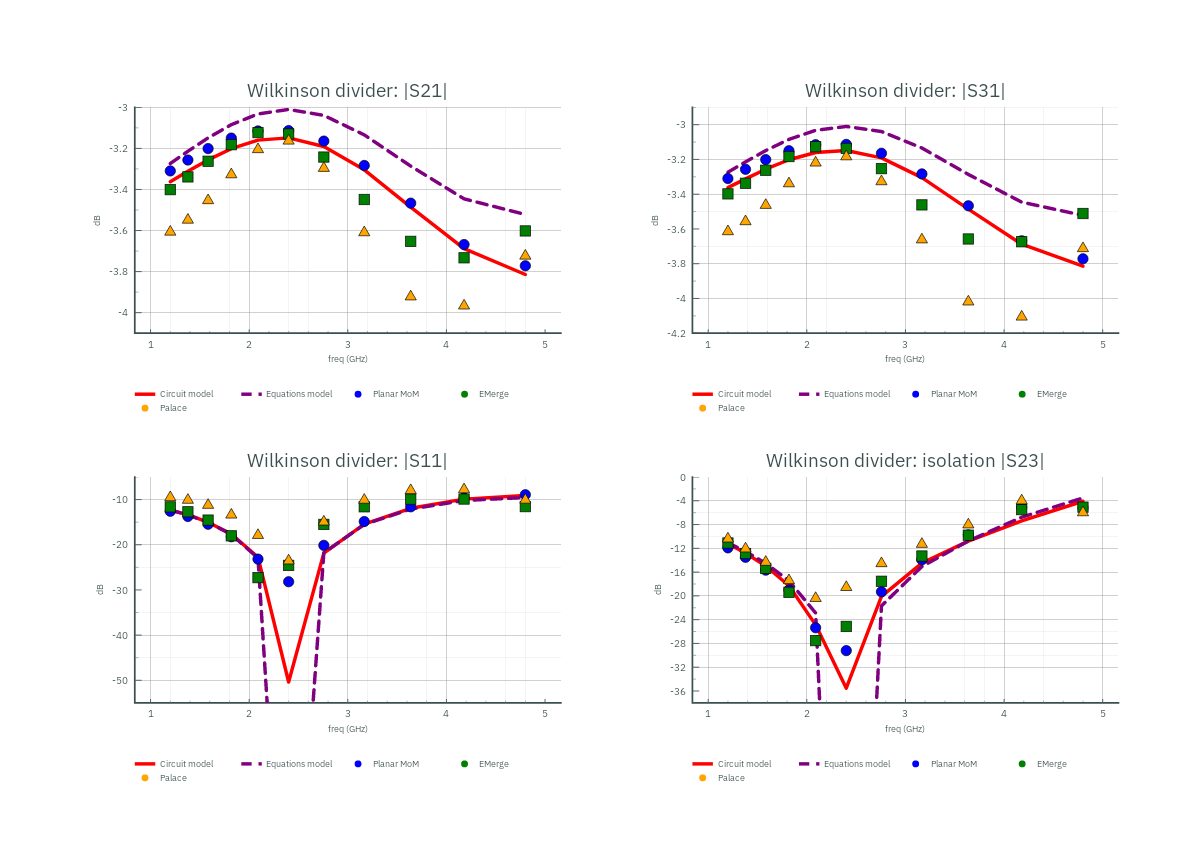 Wilkinson divider: |S21|
-3
-3.2
-3.4
-3.6
-3.8
-4
dB
1 2 3 4 5
freq (GHz)
Circuit model Equations model Planar MoM EMerge
Palace
Wilkinson divider: |S31|
-3
-3.2
-3.4
-3.6
-3.8
-4
-4.2
dB
1 2 3 4 5
freq (GHz)
Circuit model Equations model Planar MoM EMerge
Palace
Wilkinson divider: |S11|
-10
-20
-30
-40
-50
dB
1 2 3 4 5
freq (GHz)
Circuit model Equations model Planar MoM EMerge
Palace
Wilkinson divider: isolation |S23|
0
-4
-8
-12
-16
-20
-24
-28
-32
-36
dB
1 2 3 4 5
freq (GHz)
Circuit model Equations model Planar MoM EMerge
Palace